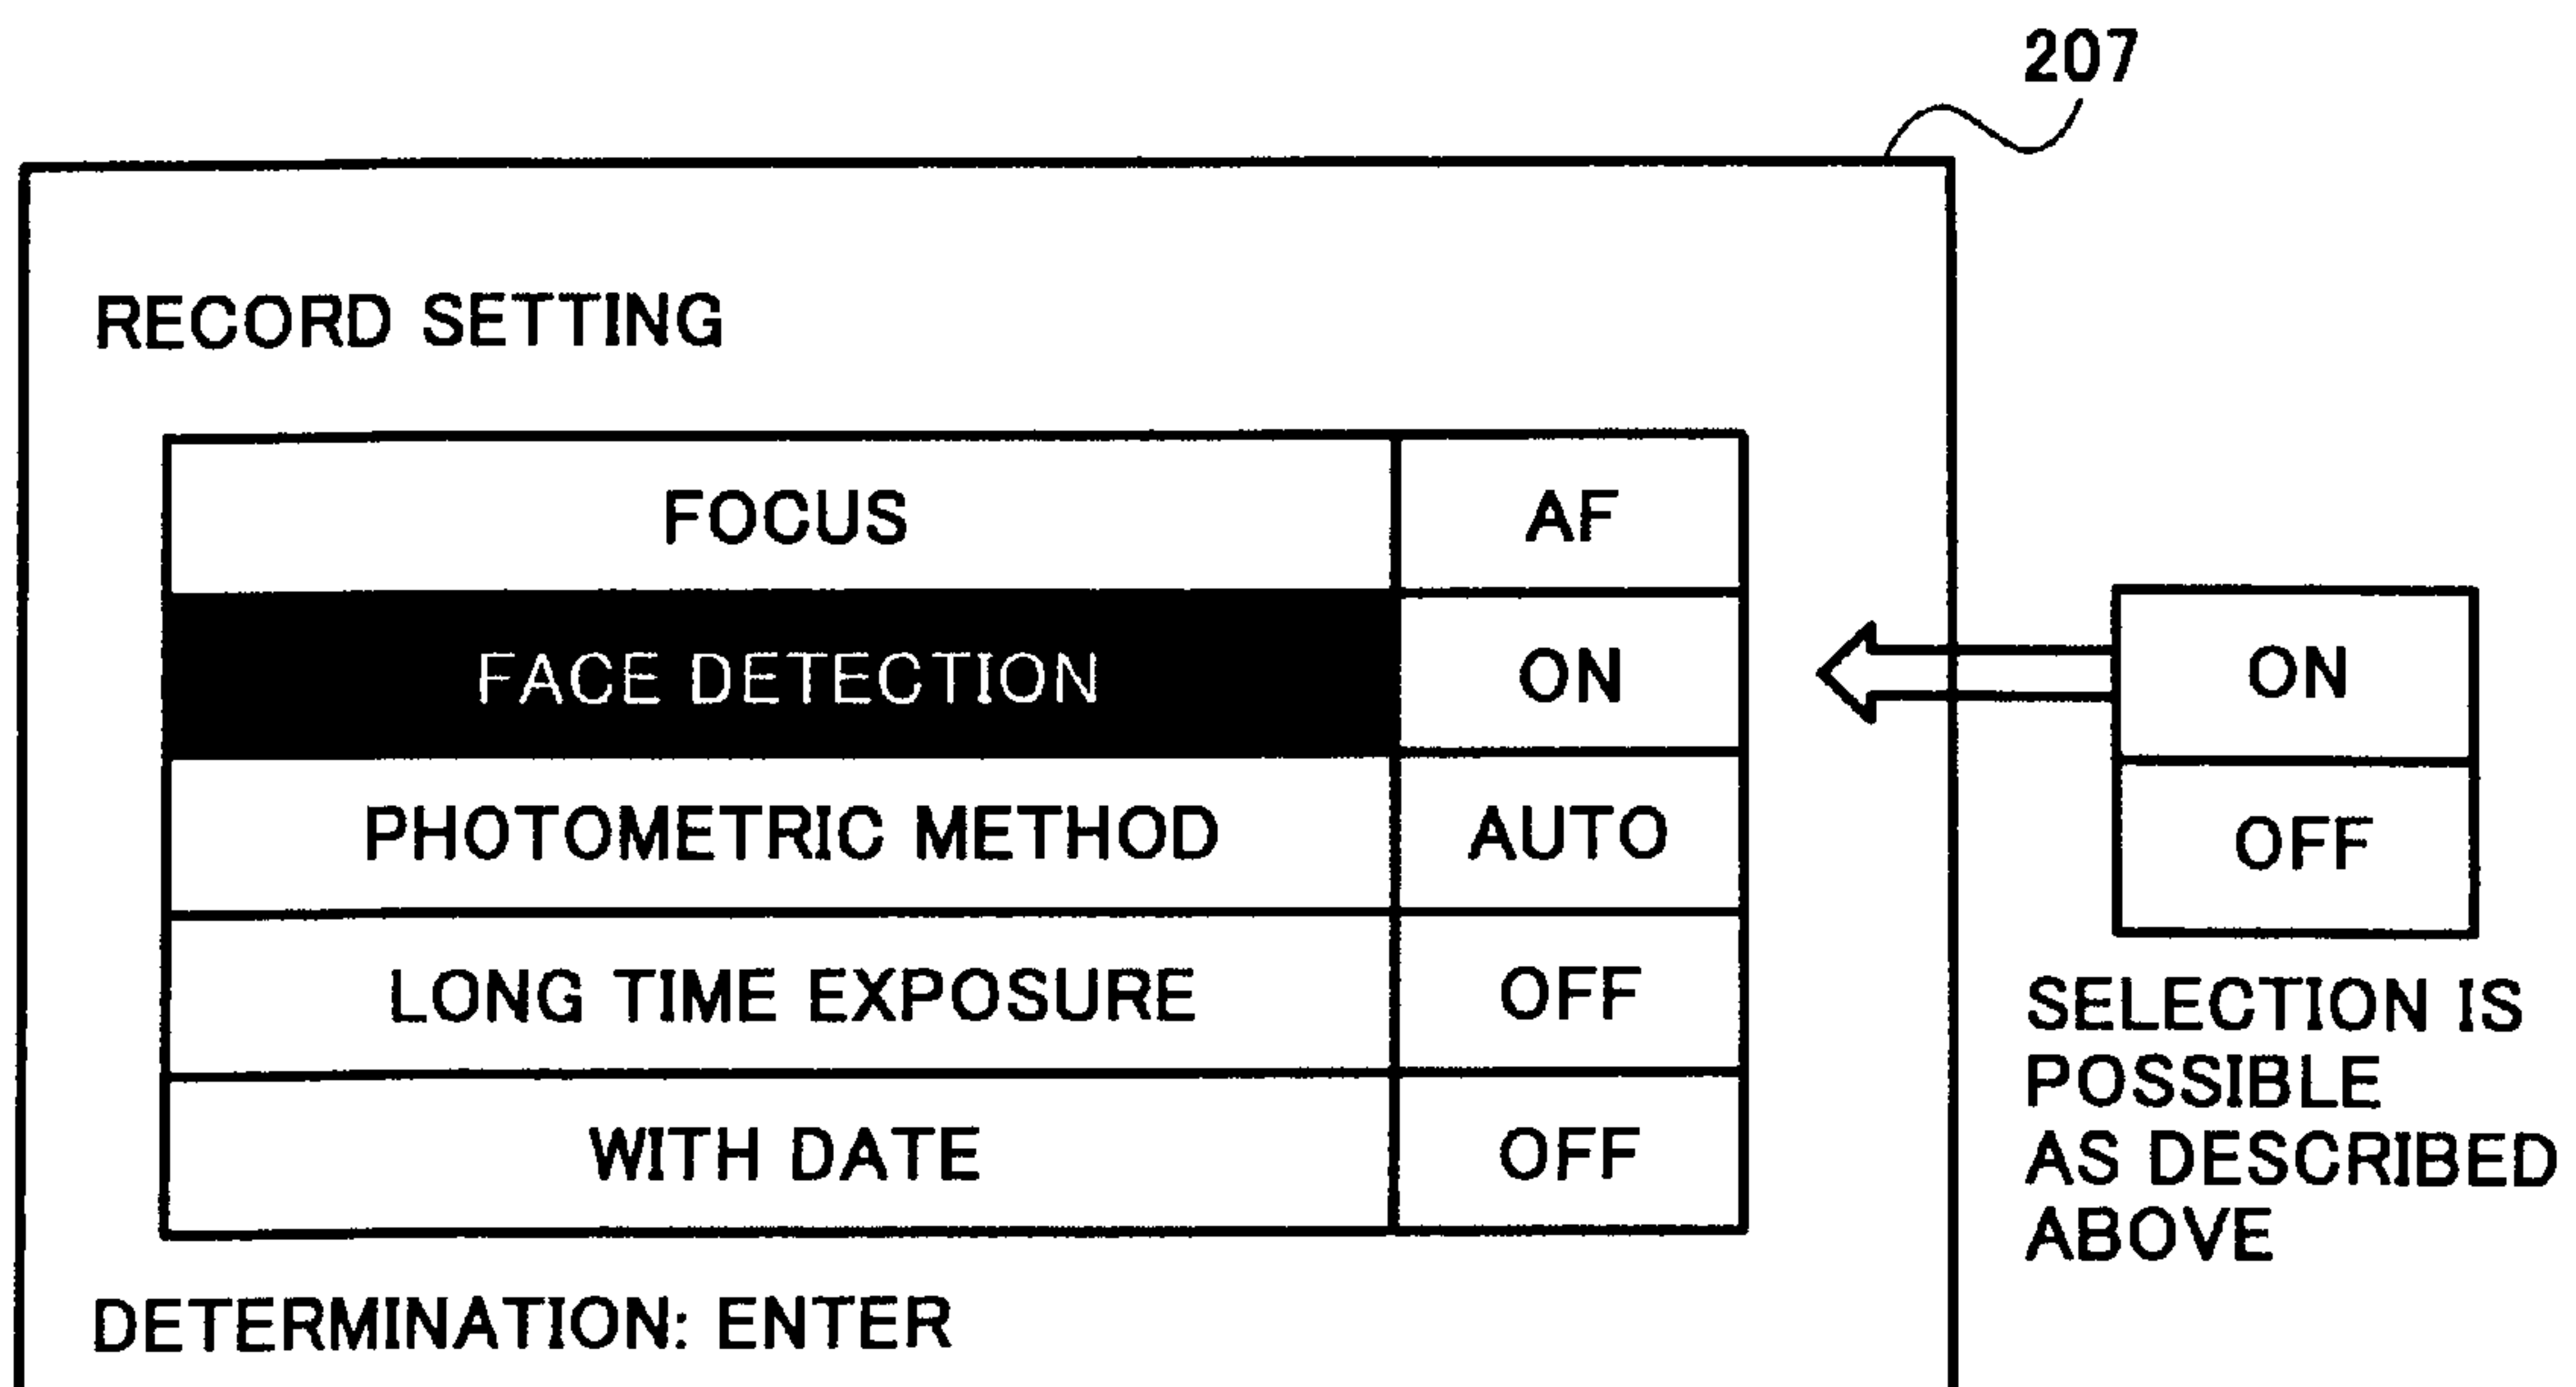 207
RECORD SETTING
FOCUS AF
FACE DETECTION ON
PHOTOMETRIC METHOD AUTO
LONG TIME EXPOSURE OFF
WITH DATE OFF
DETERMINATION: ENTER
ON
OFF
SELECTION IS
POSSIBLE
AS DESCRIBED
ABOVE